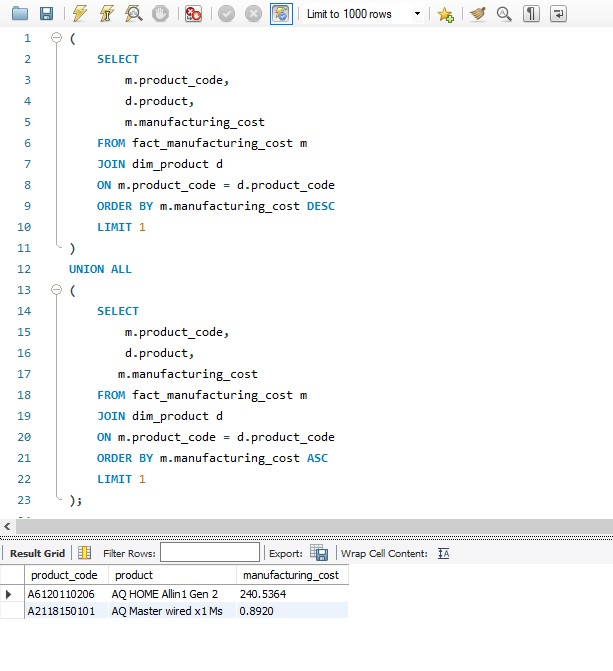 Limit to 1000 rows
1 (
2 SELECT
3 m.product_code,
4 d.product,
5 m.manufacturing_cost
6 FROM fact_manufacturing_cost m
7 JOIN dim_product d
8 ON m.product_code = d.product_code
9 ORDER BY m.manufacturing_cost DESC
10 LIMIT 1
11 )
12 UNION ALL
13 (
14 SELECT
15 m.product_code,
16 d.product,
17 m.manufacturing_cost
18 FROM fact_manufacturing_cost m
19 JOIN dim_product d
20 ON m.product_code = d.product_code
21 ORDER BY m.manufacturing_cost ASC
22 LIMIT 1
23 );
Result Grid Filter Rows: Export: Wrap Cell Content:
product_code product manufacturing_cost
A6120110206 AQ HOME Allin1 Gen 2 240.5364
A2118150101 AQ Master wired x1 Ms 0.8920